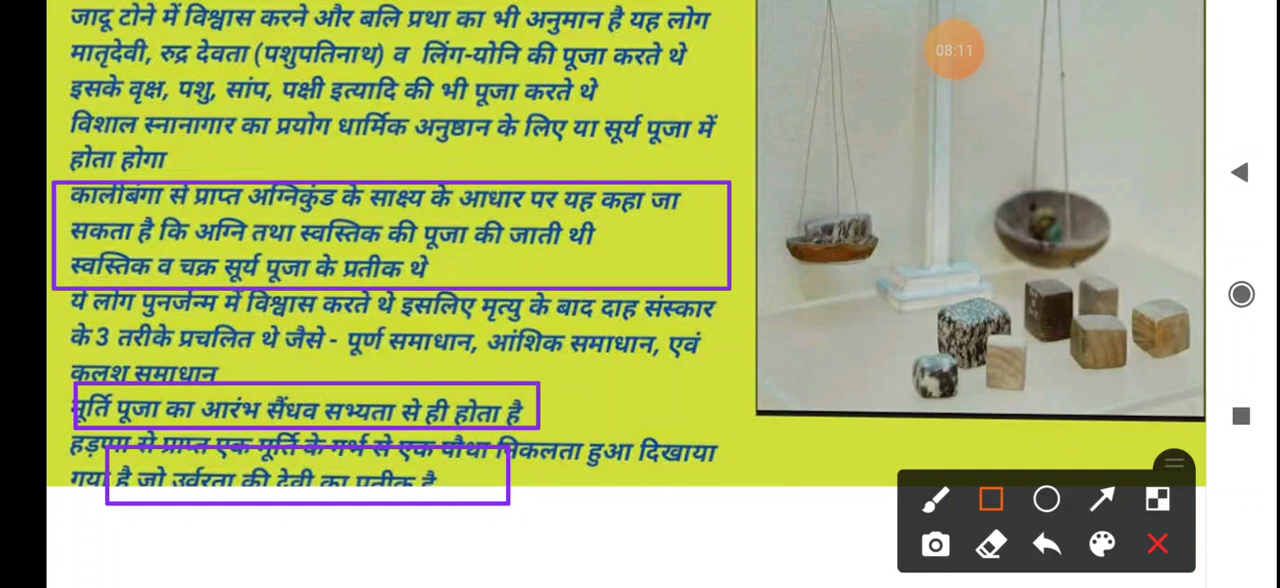 जादू टोने में विश्वास करने और बलि प्रथा का भी अनुमान है यह लोग
मातृदेवी, रुद्र देवता (पशुपतिनाथ) व लिंग-योनि की पूजा करते थे
इसके वृक्ष, पशु, सांप, पक्षी इत्यादि की भी पूजा करते थे
विशाल स्नानागार का प्रयोग धार्मिक अनुष्ठान के लिए या सूर्य पूजा में
होता होगा
कालीबंगा से प्राप्त अग्निकुंड के साक्ष्य के आधार पर यह कहा जा
सकता है कि अग्नि तथा स्वस्तिक की पूजा की जाती थी
स्वस्तिक व चक्र सूर्य पूजा के प्रतीक थे
ये लोग पुनर्जन्म में विश्वास करते थे इसलिए मृत्यु के बाद दाह संस्कार
के 3 तरीके प्रचलित थे जैसे - पूर्ण समाधान, आंशिक समाधान, एवं
कलश समाधान
मूर्ति पूजा का आरंभ सैंधव सभ्यता से ही होता है
हड़प्पा से प्राप्त एक मूर्ति के गर्भ से एक पौधा निकलता हुआ दिखाया
गया है जो उर्वरता की देवी का प्रतीक है
08:11